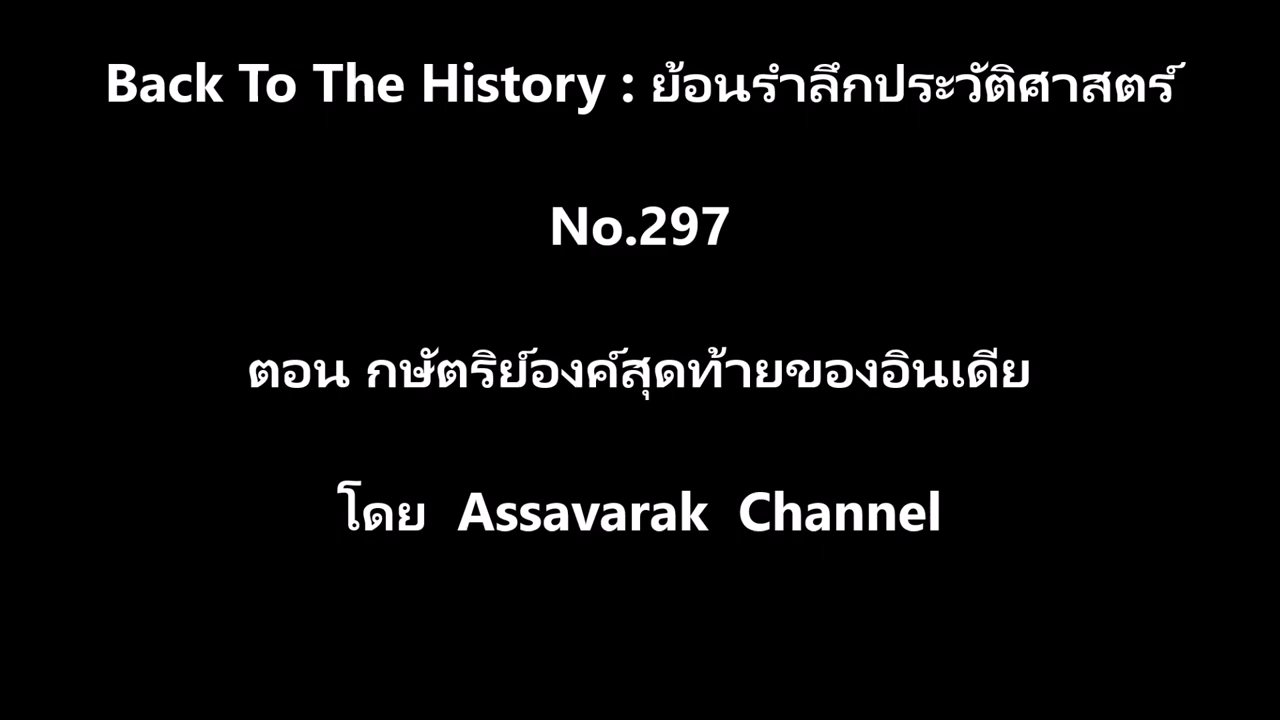 Back To The History : ย้อนรำลึกประวัติศาสตร์
No.297
ตอน กษัตริย์องค์สุดท้ายของอินเดีย
โดย Assavarak Channel